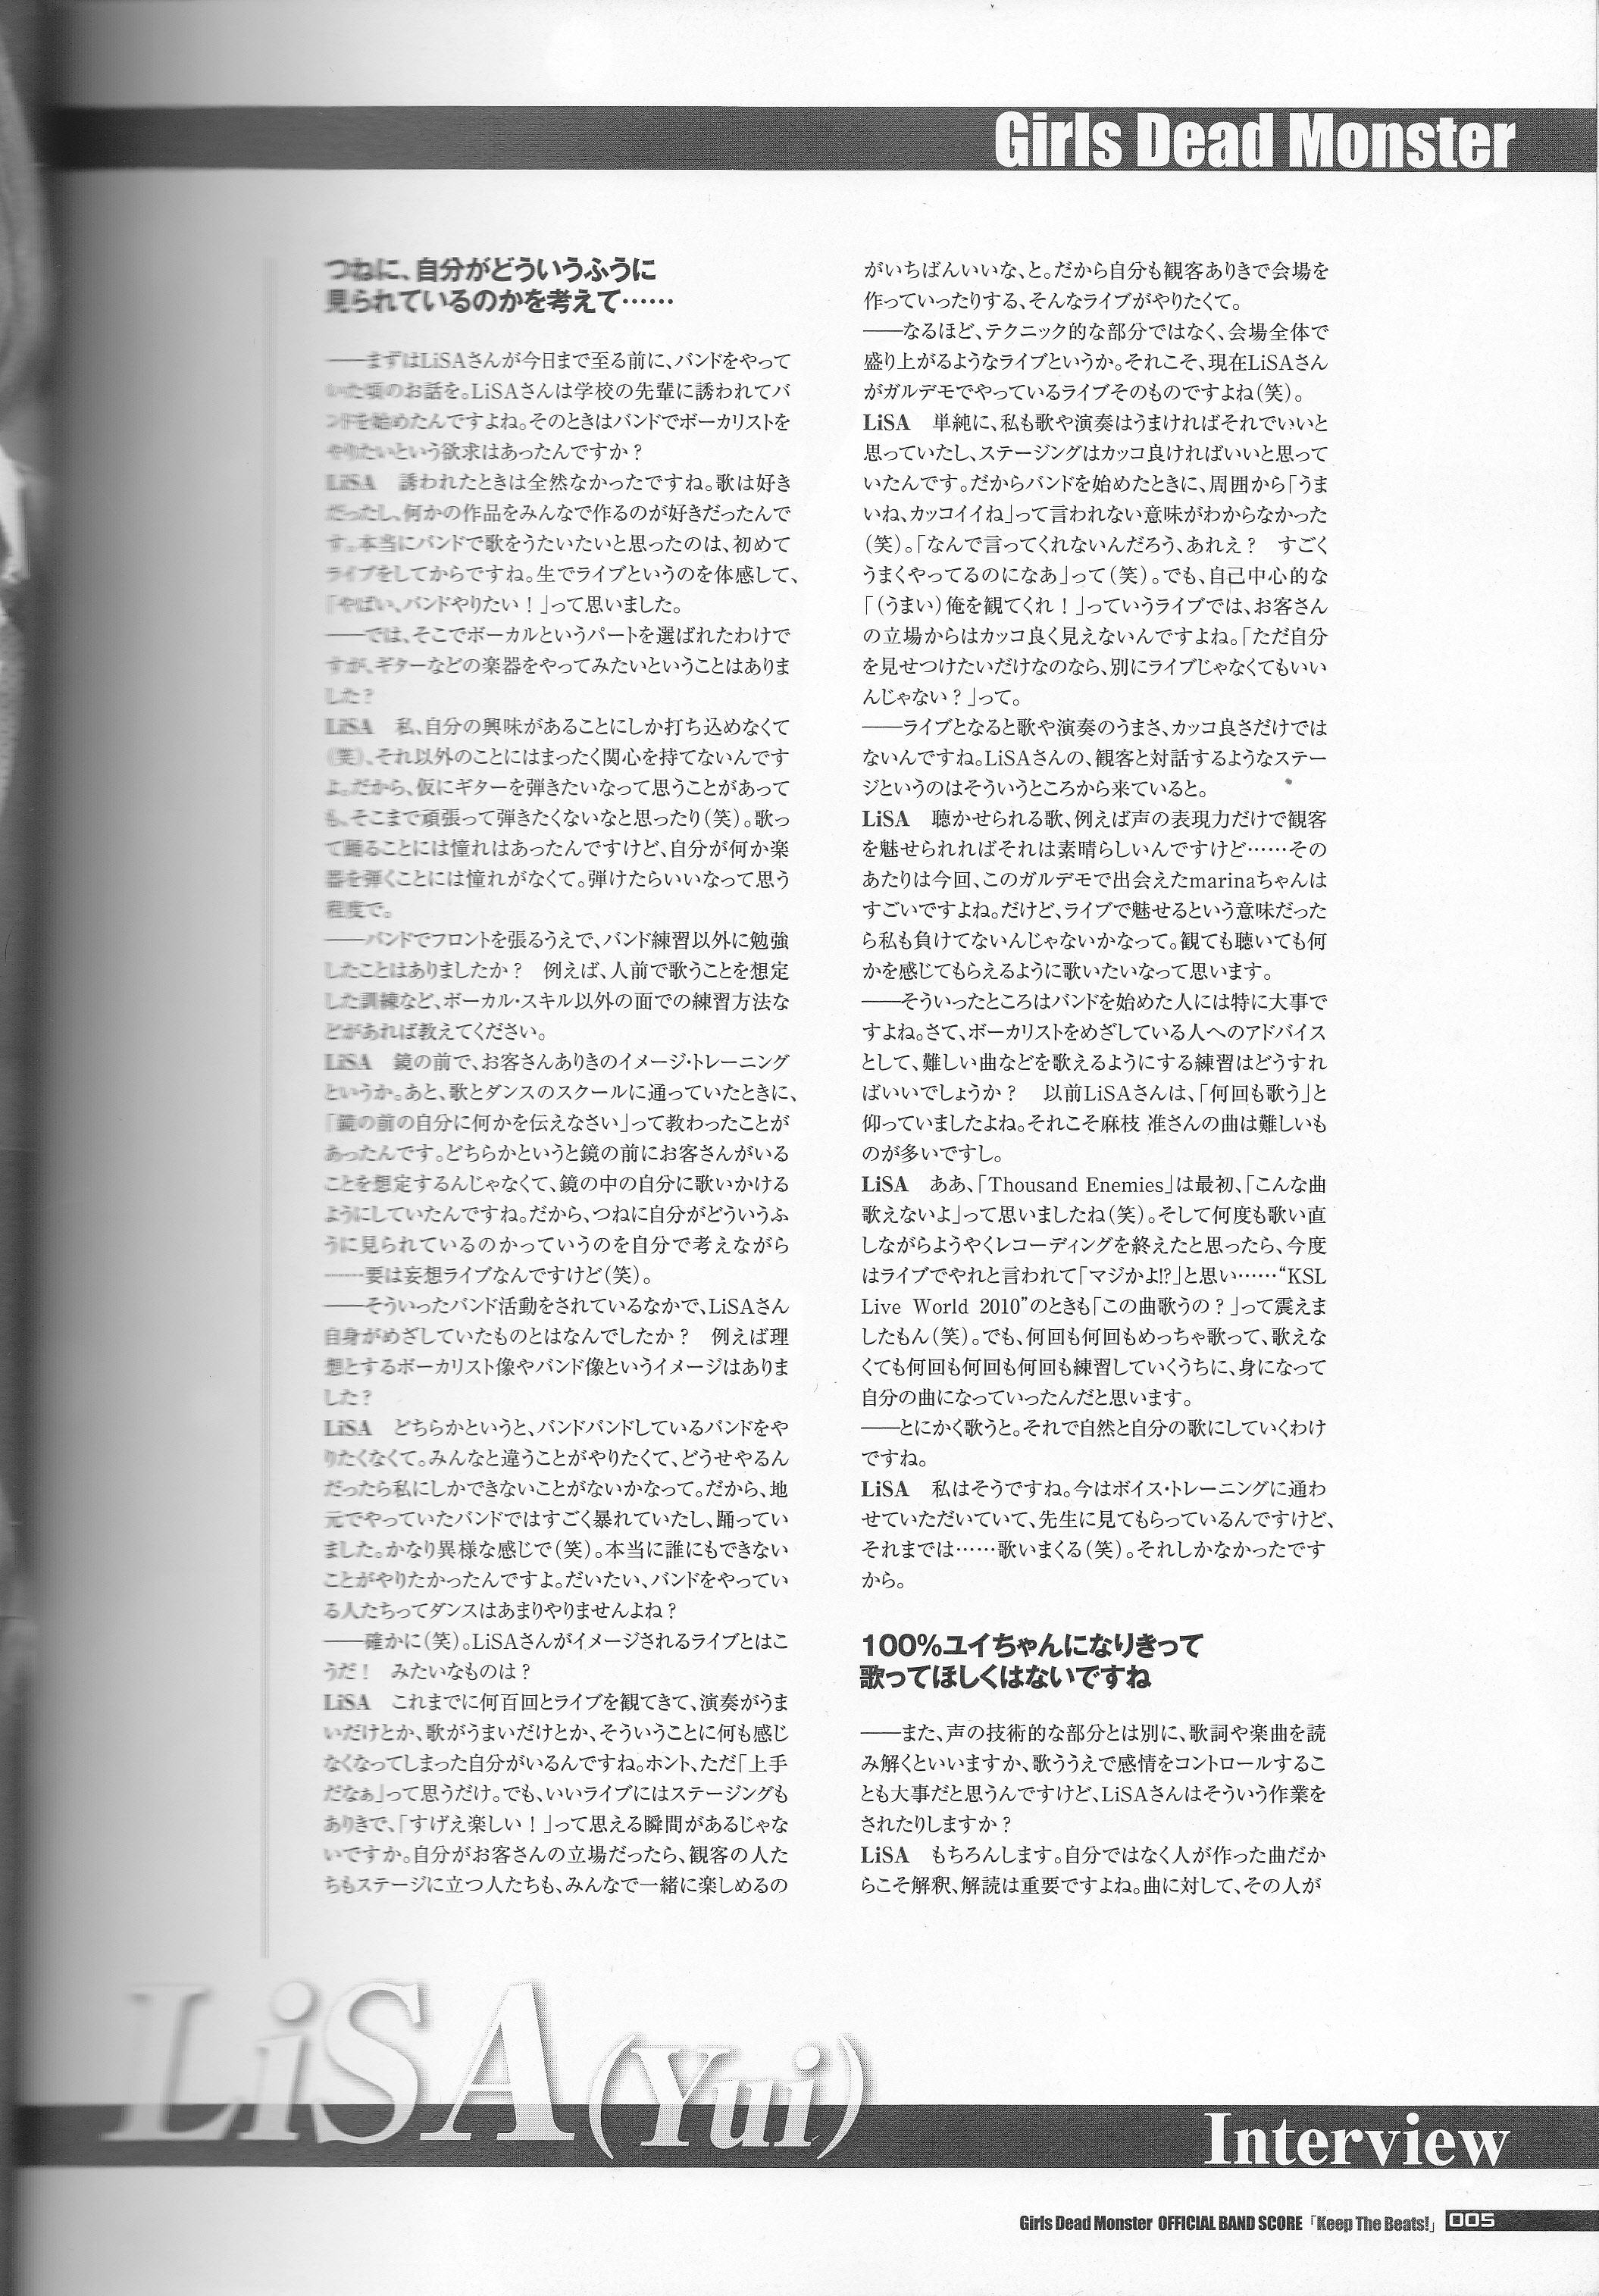 Girls Dead Monster
つねに、自分がどういうふうに
見られているのかを考えて……
――まずはLiSAさんが今日まで至る前に、バンドをやって
いた頃のお話を。LiSAさんは学校の先輩に誘われてバ
ンドを始めたんですよね。そのときはバンドでボーカリストを
やりたいという欲求はあったんですか？
LiSA　誘われたときは全然なかったですね。歌は好き
だったし、何かの作品をみんなで作るのが好きだったんで
す。本当にバンドで歌をうたいたいと思ったのは、初めて
ライブをしてからですね。生でライブというのを体感して、
「やばい、バンドやりたい！」って思いました。
――では、そこでボーカルというパートを選ばれたわけで
すが、ギターなどの楽器をやってみたいということはありま
した？
LiSA　私、自分の興味があることにしか打ち込めなくて
（笑）、それ以外のことにはまったく関心を持てないんです
よ。だから、仮にギターを弾きたいなって思うことがあって
も、そこまで頑張って弾きたくないなと思ったり（笑）。歌っ
て踊ることには憧れはあったんですけど、自分が何か楽
器を弾くことには憧れがなくて。弾けたらいいなって思う
程度で。
――バンドでフロントを張るうえで、バンド練習以外に勉強
したことはありましたか？　例えば、人前で歌うことを想定
した訓練など、ボーカル・スキル以外の面での練習方法な
どがあれば教えてください。
LiSA　鏡の前で、お客さんありきのイメージ・トレーニング
というか。あと、歌とダンスのスクールに通っていたときに、
「鏡の前の自分に何かを伝えなさい」って教わったことが
あったんです。どちらかというと鏡の前にお客さんがいる
ことを想定するんじゃなくて、鏡の中の自分に歌いかける
ようにしていたんですね。だから、つねに自分がどういうふ
うに見られているのかっていうのを自分で考えながら
……要は妄想ライブなんですけど（笑）。
――そういったバンド活動をされているなかで、LiSAさん
自身がめざしていたものとはなんでしたか？　例えば理
想とするボーカリスト像やバンド像というイメージはありま
した？
LiSA　どちらかというと、バンドバンドしているバンドをや
りたくなくて。みんなと違うことがやりたくて、どうせやるん
だったら私にしかできないことがないかなって。だから、地
元でやっていたバンドではすごく暴れていたし、踊ってい
ました。かなり異様な感じで（笑）。本当に誰にもできない
ことがやりたかったんですよ。だいたい、バンドをやってい
る人たちってダンスはあまりやりませんよね？
――確かに（笑）。LiSAさんがイメージされるライブとはこ
うだ！　みたいなものは？
LiSA　これまでに何百回とライブを観てきて、演奏がうま
いだけとか、歌がうまいだけとか、そういうことに何も感じ
なくなってしまった自分がいるんですね。ホント、ただ「上手
だなぁ」って思うだけ。でも、いいライブにはステージングも
ありきで、「すげえ楽しい！」って思える瞬間があるじゃな
いですか。自分がお客さんの立場だったら、観客の人た
ちもステージに立つ人たちも、みんなで一緒に楽しめるの
がいちばんいいな、と。だから自分も観客ありきで会場を
作っていったりする、そんなライブがやりたくて。
――なるほど、テクニック的な部分ではなく、会場全体で
盛り上がるようなライブというか。それこそ、現在LiSAさん
がガルデモでやっているライブそのものですよね（笑）。
LiSA　単純に、私も歌や演奏はうまければそれでいいと
思っていたし、ステージングはカッコ良ければいいと思って
いたんです。だからバンドを始めたときに、周囲から「うま
いね、カッコイイね」って言われない意味がわからなかった
（笑）。「なんで言ってくれないんだろう、あれえ？　すごく
うまくやってるのになあ」って（笑）。でも、自己中心的な
「（うまい）俺を観てくれ！」っていうライブでは、お客さん
の立場からはカッコ良く見えないんですよね。「ただ自分
を見せつけたいだけなのなら、別にライブじゃなくてもいい
んじゃない？」って。
――ライブとなると歌や演奏のうまさ、カッコ良さだけでは
ないんですね。LiSAさんの、観客と対話するようなステー
ジというのはそういうところから来ていると。
LiSA　聴かせられる歌、例えば声の表現力だけで観客
を魅せられればそれは素晴らしいんですけど……その
あたりは今回、このガルデモで出会えたmarinaちゃんは
すごいですよね。だけど、ライブで魅せるという意味だった
ら私も負けてないんじゃないかなって。観ても聴いても何
かを感じてもらえるように歌いたいなって思います。
――そういったところはバンドを始めた人には特に大事で
すよね。さて、ボーカリストをめざしている人へのアドバイス
として、難しい曲などを歌えるようにする練習はどうすれ
ばいいでしょうか？　以前LiSAさんは、「何回も歌う」と
仰っていましたよね。それこそ麻枝 准さんの曲は難しいも
のが多いですし。
LiSA　ああ、「Thousand Enemies」は最初、「こんな曲
歌えないよ」って思いましたね（笑）。そして何度も歌い直
しながらようやくレコーディングを終えたと思ったら、今度
はライブでやれと言われて「マジかよ!?」と思い……“KSL
Live World 2010”のときも「この曲歌うの？」って震えま
したもん（笑）。でも、何回も何回もめっちゃ歌って、歌えな
くても何回も何回も何回も練習していくうちに、身になって
自分の曲になっていったんだと思います。
――とにかく歌うと。それで自然と自分の歌にしていくわけ
ですね。
LiSA　私はそうですね。今はボイス・トレーニングに通わ
せていただいていて、先生に見てもらっているんですけど、
それまでは……歌いまくる（笑）。それしかなかったです
から。
100%ユイちゃんになりきって
歌ってほしくはないですね
――また、声の技術的な部分とは別に、歌詞や楽曲を読
み解くといいますか、歌ううえで感情をコントロールするこ
とも大事だと思うんですけど、LiSAさんはそういう作業を
されたりしますか？
LiSA　もちろんします。自分ではなく人が作った曲だか
らこそ解釈、解読は重要ですよね。曲に対して、その人が
LiSA (Yui)
Interview
Girls Dead Monster OFFICIAL BAND SCORE「Keep The Beats!」 005